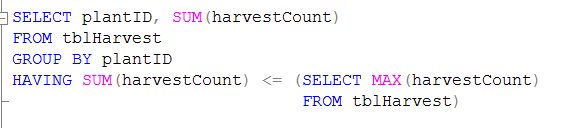 SELECT plantID, SUM(harvestCount)
FROM tblHarvest
GROUP BY plantID
HAVING SUM(harvestCount) <= (SELECT MAX(harvestCount)
FROM tblHarvest)